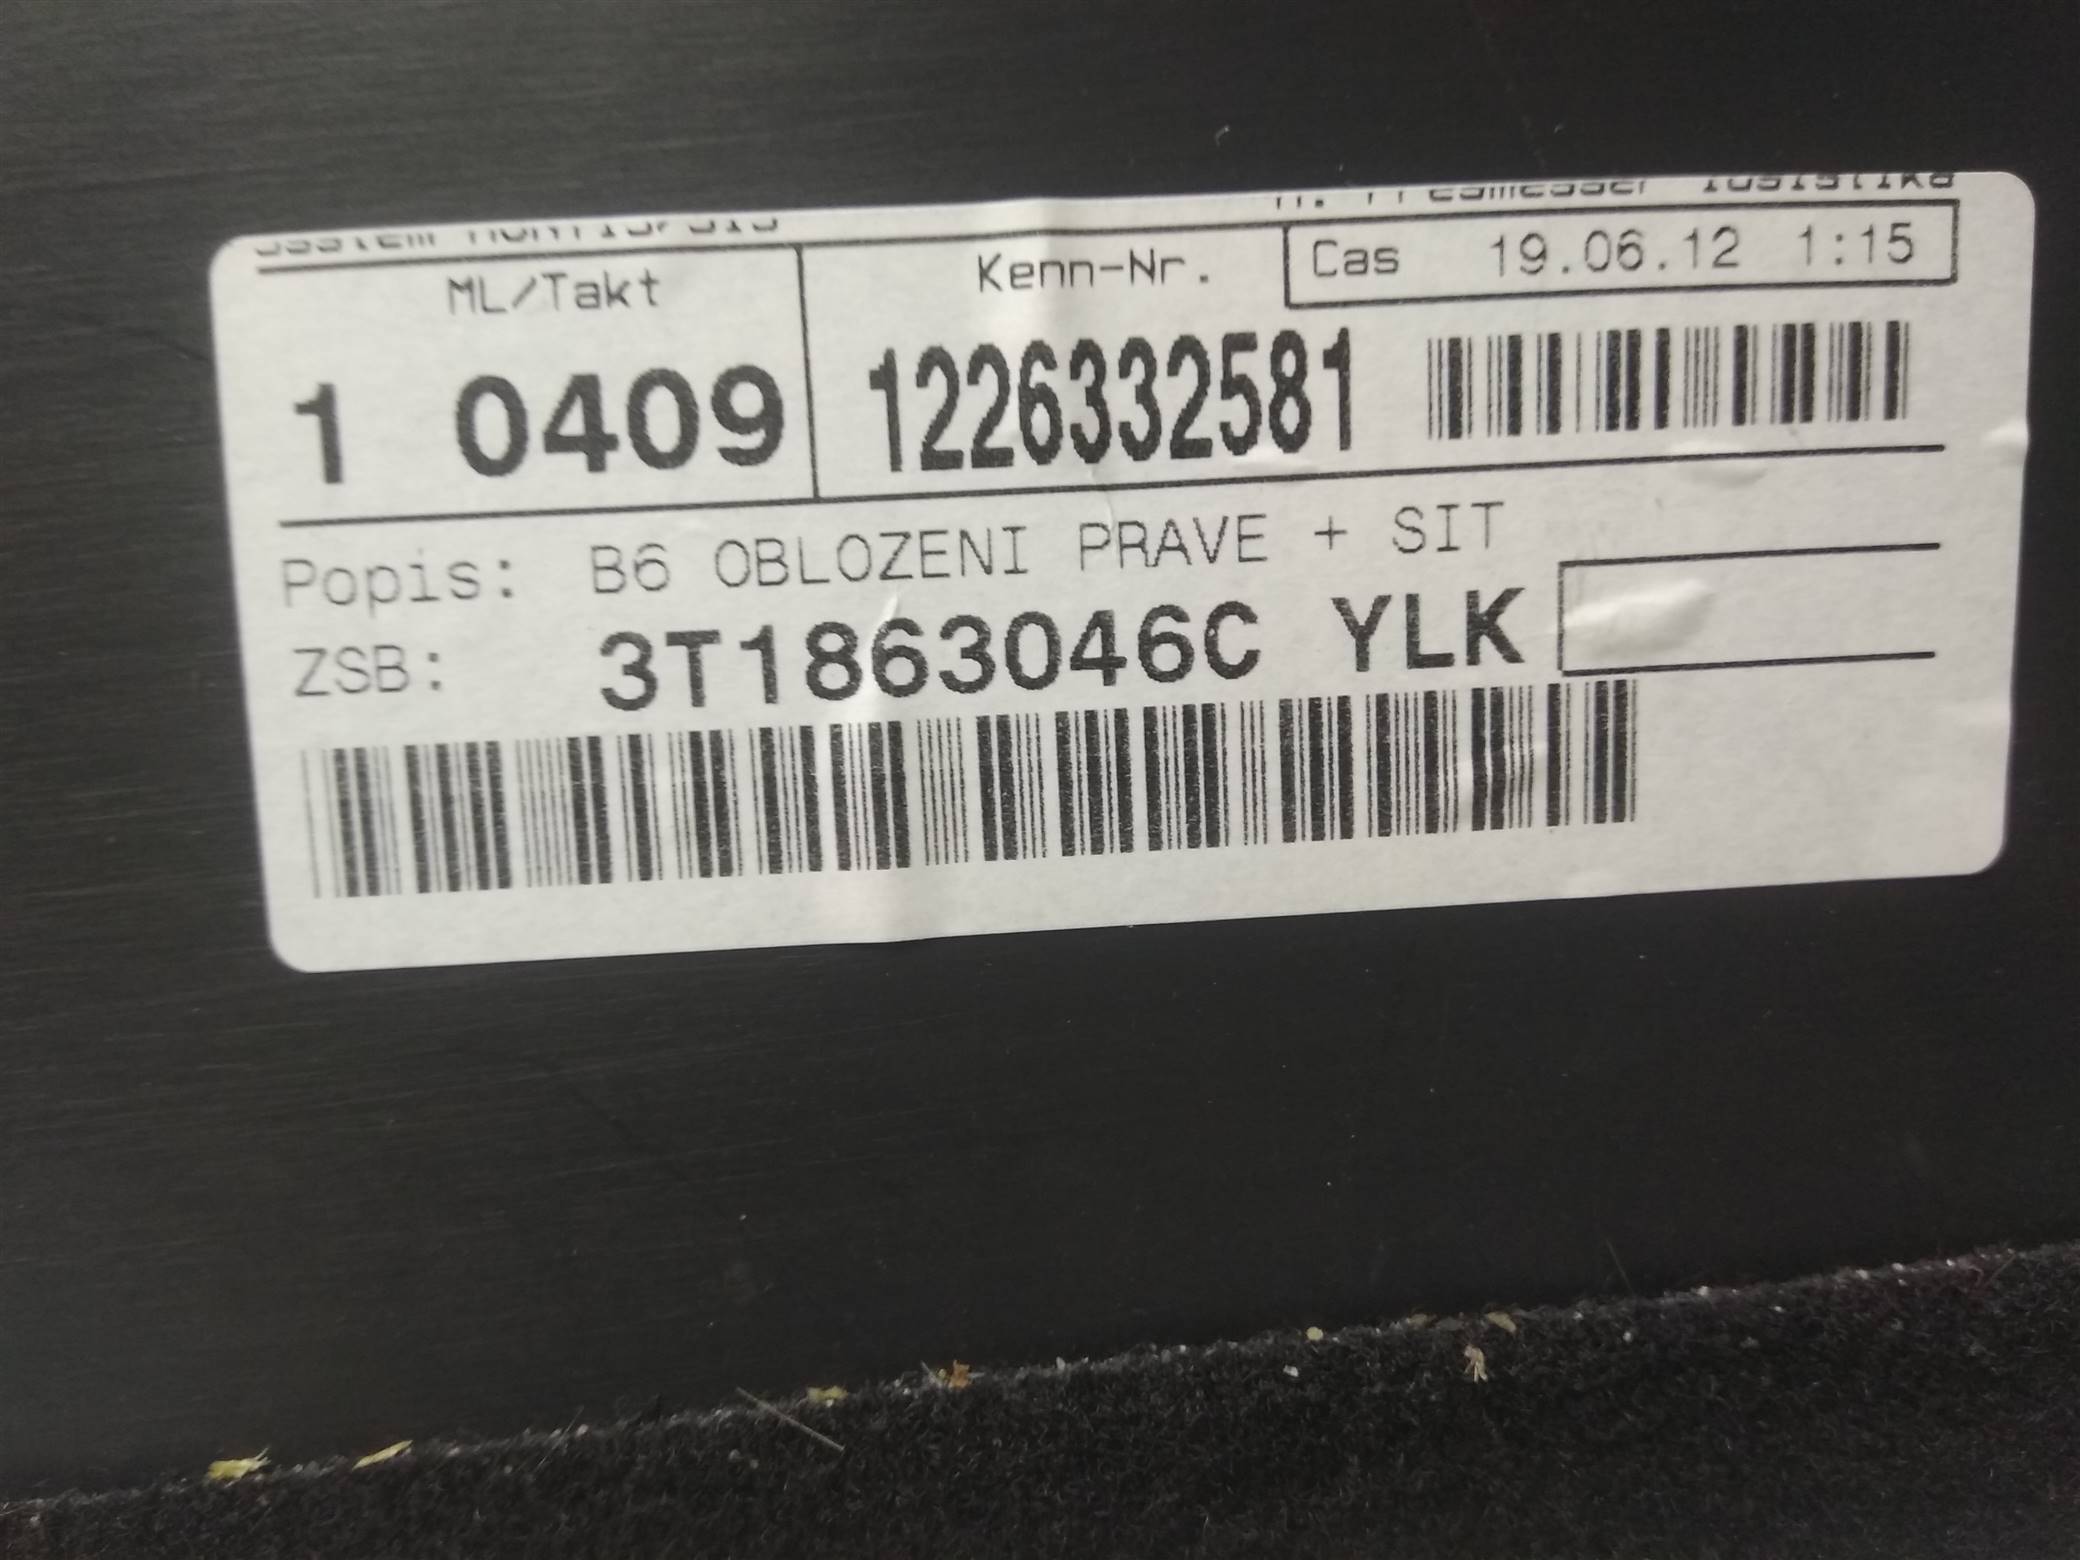 ML/Takt
Kenn-Nr.
Cas 19.06.12 1:15
1 0409
1226332581
Popis: B6 OBLOZENI PRAVE + SIT
ZSB: 3T1863046C YLK